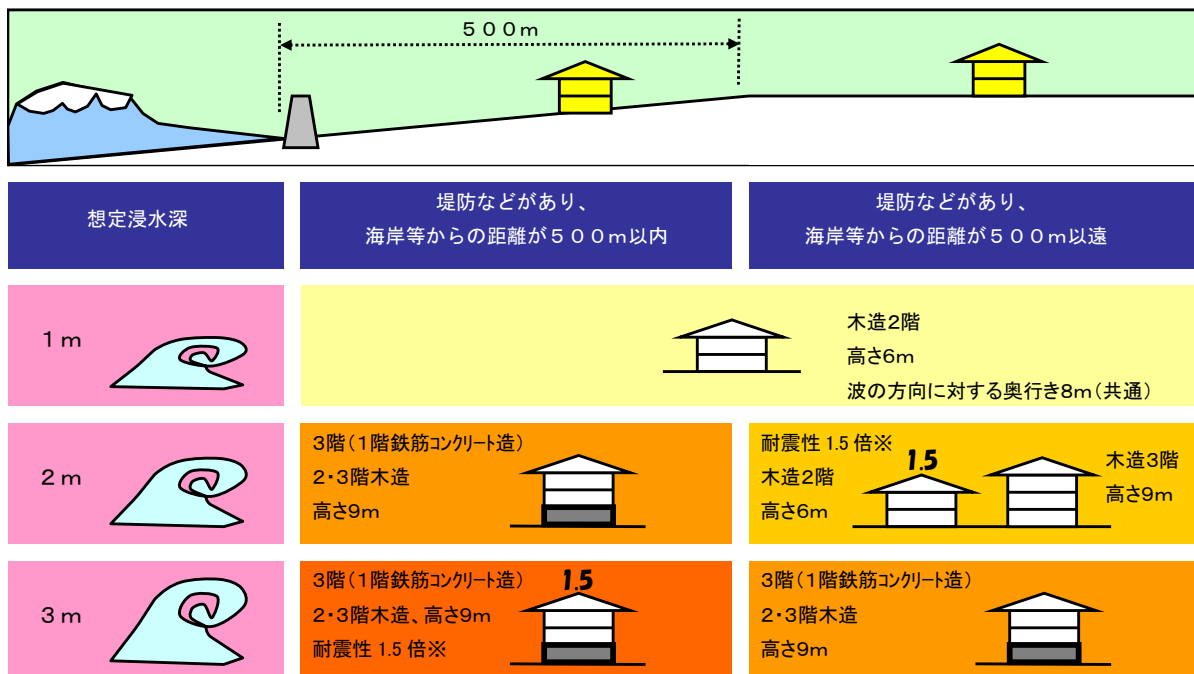 ５００ｍ
想定浸水深
堤防などがあり、
海岸等からの距離が５００ｍ以内
堤防などがあり、
海岸等からの距離が５００ｍ以遠
１ｍ
木造2階
高さ6ｍ
波の方向に対する奥行き8ｍ（共通）
２ｍ
3階（１階鉄筋コンクリート造）
２・３階木造
高さ9ｍ
耐震性 1.5 倍※
木造2階
高さ6ｍ
1.5
木造3階
高さ9ｍ
３ｍ
3階（１階鉄筋コンクリート造）
２・３階木造、高さ9ｍ
耐震性 1.5 倍※
1.5
3階（１階鉄筋コンクリート造）
２・３階木造
高さ9ｍ